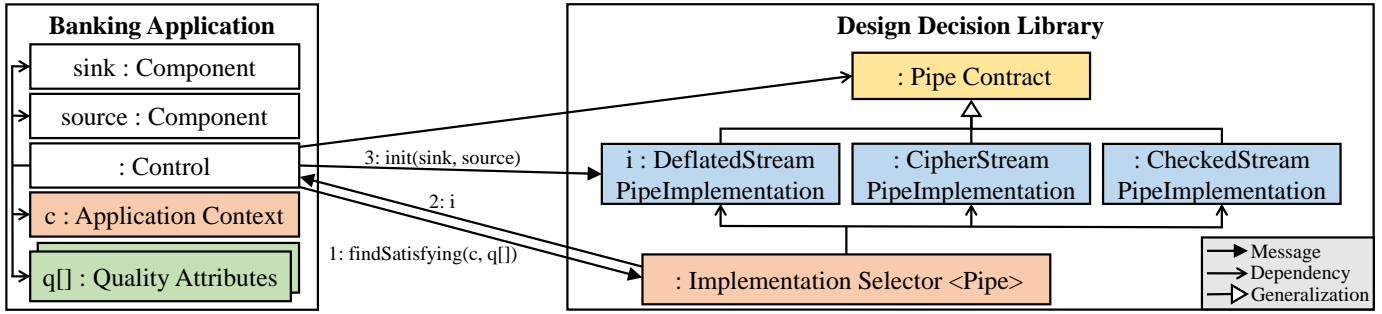 Banking Application
sink : Component
source : Component
: Control
c : Application Context
q[] : Quality Attributes
3: init(sink, source)
2: i
1: findSatisfying(c, q[])
Design Decision Library
: Pipe Contract
i : DeflatedStream
PipeImplementation
: CipherStream
PipeImplementation
: CheckedStream
PipeImplementation
: Implementation Selector <Pipe>
Message
Dependency
Generalization